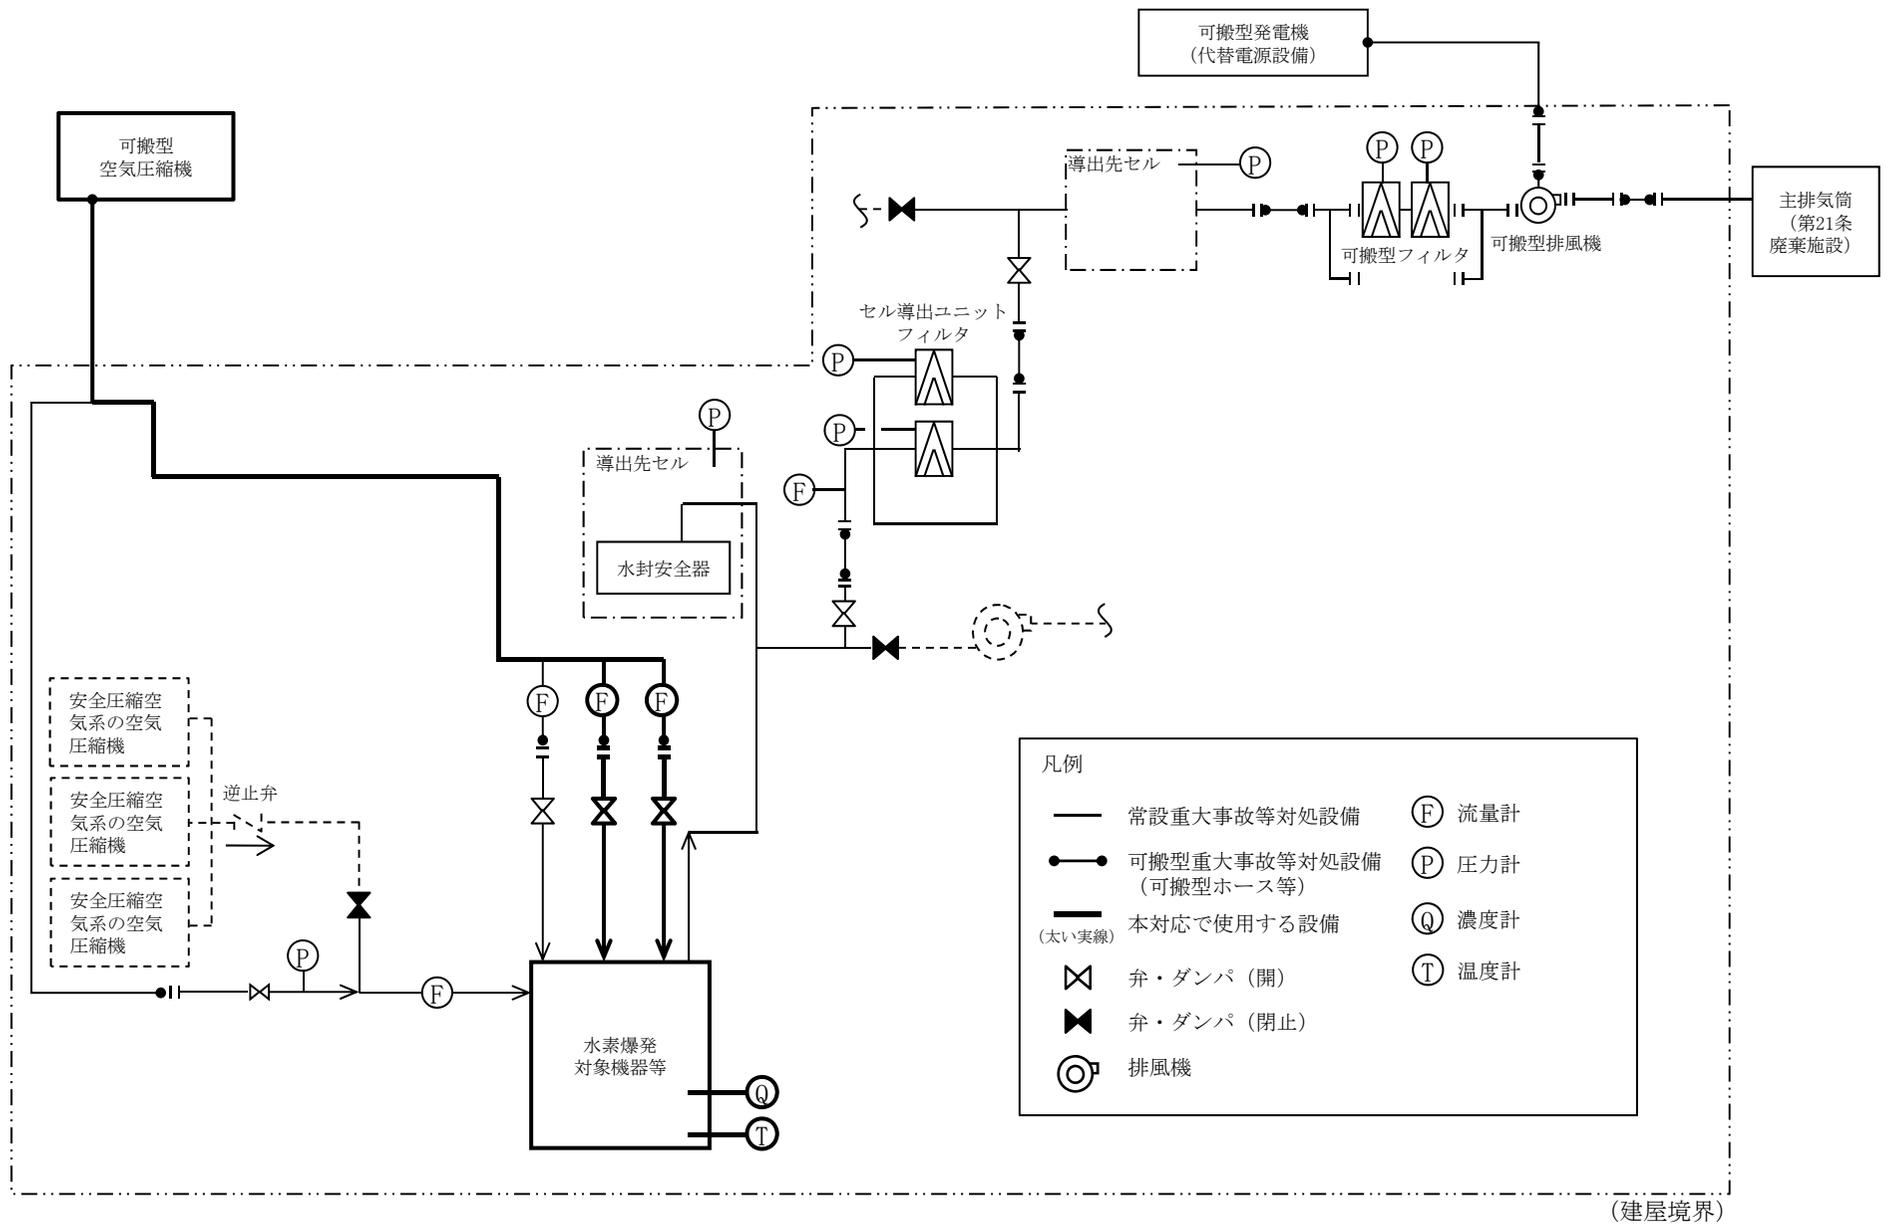 可搬型発電機
（代替電源設備）
可搬型
空気圧縮機
導出先セル
P
P
P
可搬型フィルタ
可搬型排風機
主排気筒
（第21条
廃棄施設）
セル導出ユニット
フィルタ
P
P
F
P
導出先セル
水封安全器
F
F
F
安全圧縮空
気系の空気
圧縮機
安全圧縮空
気系の空気
圧縮機
安全圧縮空
気系の空気
圧縮機
逆止弁
P
F
水素爆発
対象機器等
Q
T
凡例
常設重大事故等対処設備
可搬型重大事故等対処設備
（可搬型ホース等）
本対応で使用する設備
（太い実線）
弁・ダンパ（開）
弁・ダンパ（閉止）
排風機
F 流量計
P 圧力計
Q 濃度計
T 温度計
（建屋境界）